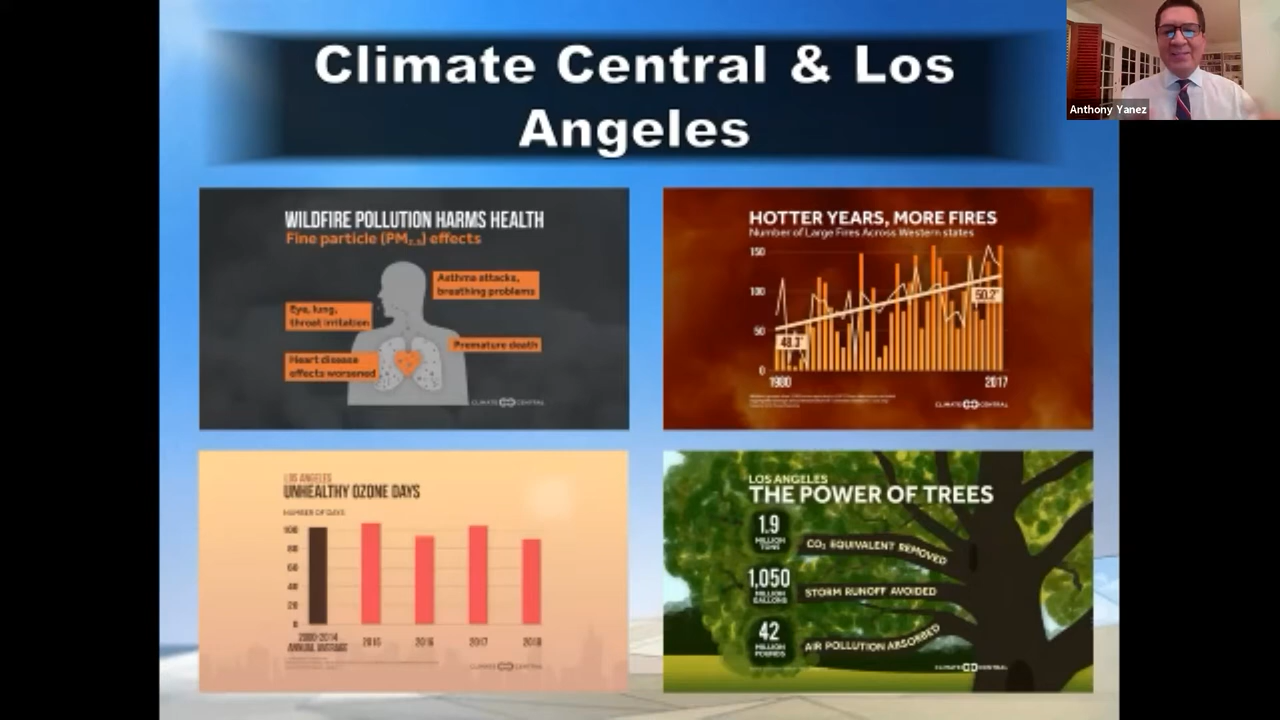 Climate Central & Los
Angeles
Anthony Yanez
WILDFIRE POLLUTION HARMS HEALTH
Fine particle (PM₂.₅) effects
Asthma attacks,
breathing problems
Eye, lung,
throat irritation
Premature death
Heart disease
effects worsened
CLIMATE CENTRAL
HOTTER YEARS, MORE FIRES
Number of Large Fires Across Western states
150
100
50
0
50.2°
48.3°
1980
2017
CLIMATE CENTRAL
LOS ANGELES
UNHEALTHY OZONE DAYS
NUMBER OF DAYS
100
80
60
40
20
0
2000-2014
ANNUAL AVERAGE
2015
2016
2017
2018
CLIMATE CENTRAL
LOS ANGELES
THE POWER OF TREES
1.9
MILLION
TONS
CO₂ EQUIVALENT REMOVED
1,050
MILLION
GALLONS
STORM RUNOFF AVOIDED
42
MILLION
POUNDS
AIR POLLUTION ABSORBED
CLIMATE CENTRAL